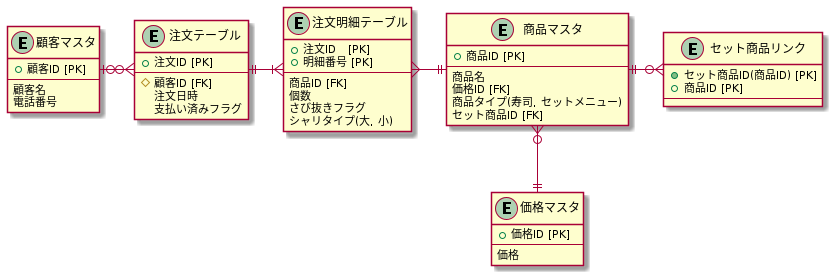 E 顧客マスタ
顧客ID [PK]
顧客名
電話番号
E 注文テーブル
注文ID [PK]
顧客ID [FK]
注文日時
支払い済みフラグ
E 注文明細テーブル
注文ID [PK]
明細番号 [PK]
商品ID [FK]
個数
さび抜きフラグ
シャリタイプ(大, 小)
E 商品マスタ
商品ID [PK]
商品名
価格ID [FK]
商品タイプ(寿司, セットメニュー)
セット商品ID [FK]
E セット商品リンク
セット商品ID(商品ID) [PK]
商品ID [PK]
E 価格マスタ
価格ID [PK]
価格